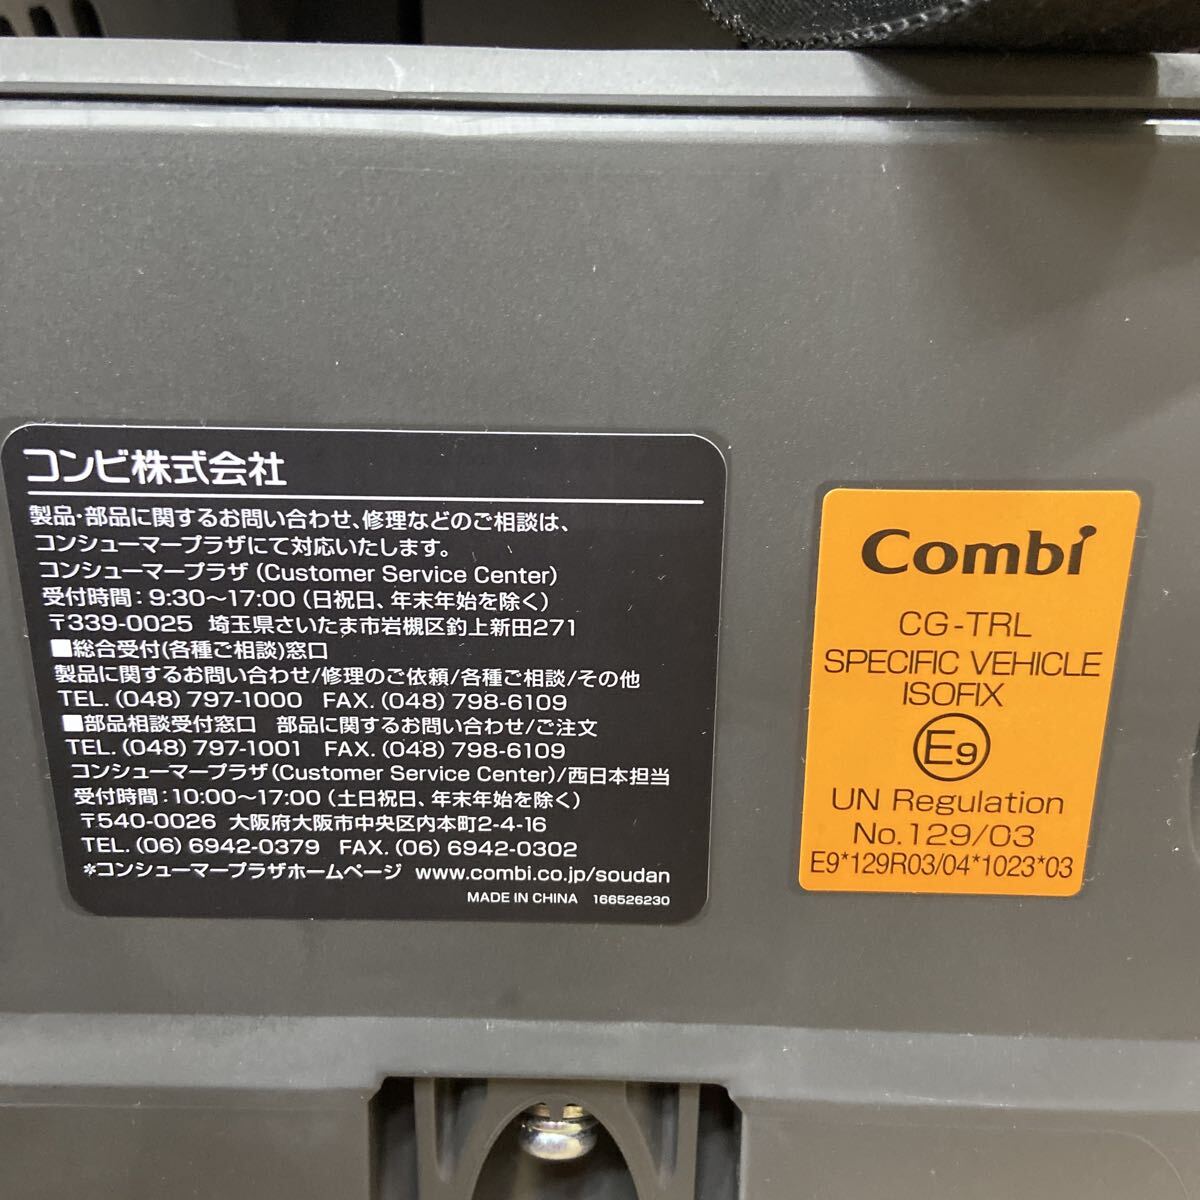 コンビ株式会社
製品・部品に関するお問い合わせ、修理などのご相談は、
コンシューマープラザにて対応いたします。
コンシューマープラザ (Customer Service Center)
受付時間：9:30～17:00 (日祝日、年末年始を除く)
〒339-0025 埼玉県さいたま市岩槻区釣上新田271
■総合受付(各種ご相談)窓口
製品に関するお問い合わせ/修理のご依頼/各種ご相談/その他
TEL. (048) 797-1000 FAX. (048) 798-6109
■部品相談受付窓口 部品に関するお問い合わせ/ご注文
TEL. (048) 797-1001 FAX. (048) 798-6109
コンシューマープラザ(Customer Service Center)/西日本担当
受付時間：10:00～17:00 (土日祝日、年末年始を除く)
〒540-0026 大阪府大阪市中央区内本町2-4-16
TEL. (06) 6942-0379 FAX. (06) 6942-0302
*コンシューマープラザホームページ www.combi.co.jp/soudan
MADE IN CHINA 166526230
Combi
CG-TRL
SPECIFIC VEHICLE
ISOFIX
E9
UN Regulation
No.129/03
E9*129R03/04*1023*03